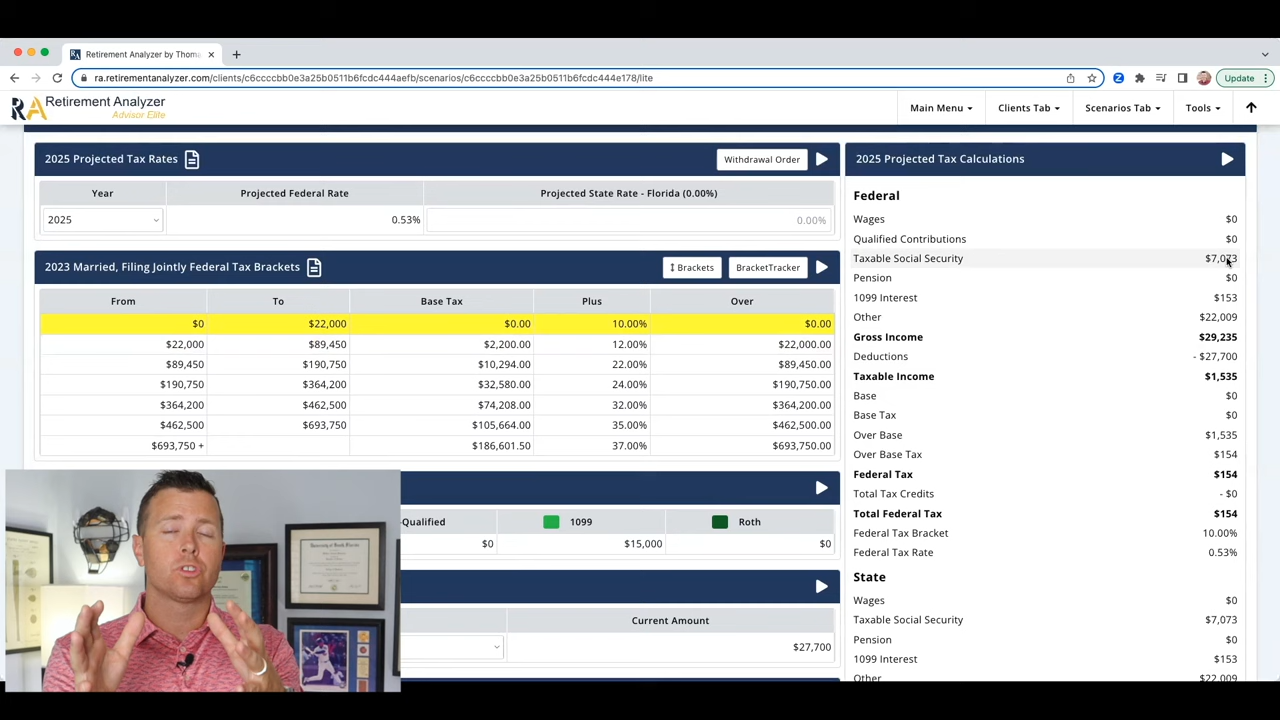 Retirement Analyzer by Thom
ra.retirementanalyzer.com/clients/c6ccccbb0e3a25b0511b6fcdc444aefb/scenarios/c6ccccbb0e3a25b0511b6fcdc444e178/lite
Update
RA Retirement Analyzer
Advisor Elite
Main Menu
Clients Tab
Scenarios Tab
Tools
2025 Projected Tax Rates
Withdrawal Order
Year Projected Federal Rate Projected State Rate - Florida (0.00%)
2025 0.53% 0.00%
2023 Married, Filing Jointly Federal Tax Brackets
Brackets
BracketTracker
From To Base Tax Plus Over
$0 $22,000 $0.00 10.00% $0.00
$22,000 $89,450 $2,200.00 12.00% $22,000.00
$89,450 $190,750 $10,294.00 22.00% $89,450.00
$190,750 $364,200 $32,580.00 24.00% $190,750.00
$364,200 $462,500 $74,208.00 32.00% $364,200.00
$462,500 $693,750 $105,664.00 35.00% $462,500.00
$693,750 + $186,601.50 37.00% $693,750.00
-Qualified 1099 Roth
$0 $15,000 $0
Current Amount
$27,700
2025 Projected Tax Calculations
Federal
Wages $0
Qualified Contributions $0
Taxable Social Security $7,073
Pension $0
1099 Interest $153
Other $22,009
Gross Income $29,235
Deductions - $27,700
Taxable Income $1,535
Base $0
Base Tax $0
Over Base $1,535
Over Base Tax $154
Federal Tax $154
Total Tax Credits - $0
Total Federal Tax $154
Federal Tax Bracket 10.00%
Federal Tax Rate 0.53%
State
Wages $0
Taxable Social Security $7,073
Pension $0
1099 Interest $153
Other $22,009